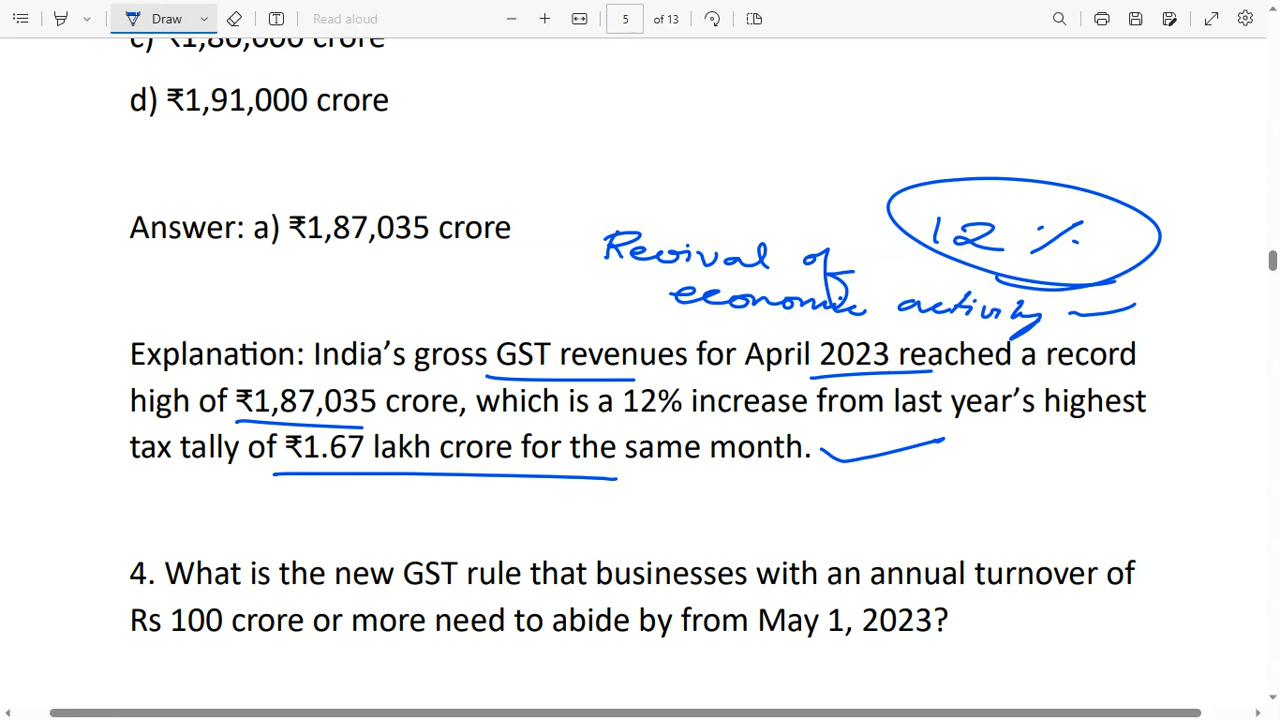 Draw
Read aloud
5 of 13
c) ₹1,80,000 crore
d) ₹1,91,000 crore
Answer: a) ₹1,87,035 crore
12 %
Revival of
economic activity
Explanation: India's gross GST revenues for April 2023 reached a record
high of ₹1,87,035 crore, which is a 12% increase from last year's highest
tax tally of ₹1.67 lakh crore for the same month.
4. What is the new GST rule that businesses with an annual turnover of
Rs 100 crore or more need to abide by from May 1, 2023?